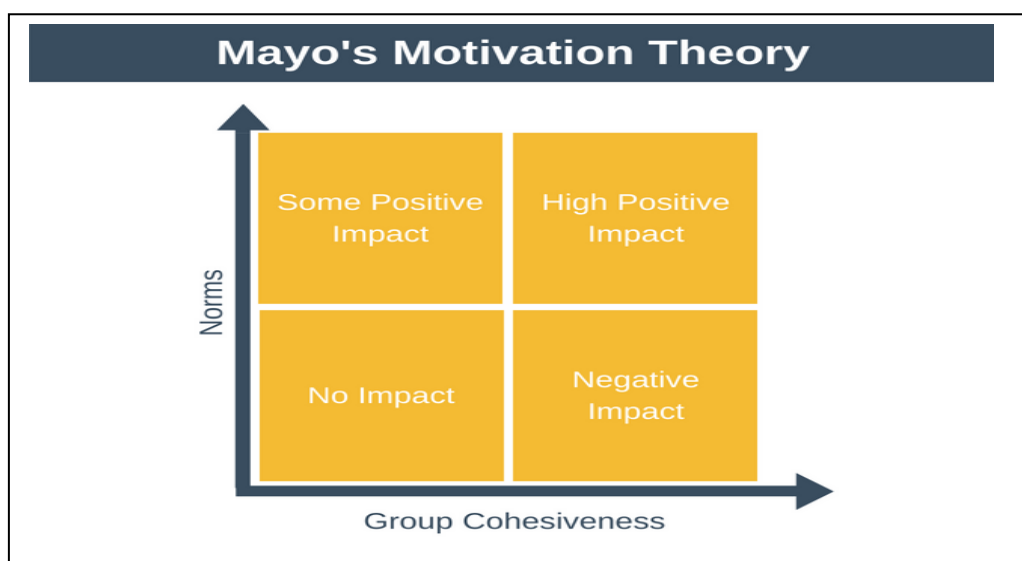 Mayo's Motivation Theory
Some Positive
Impact
High Positive
Impact
Norms
No Impact
Negative
Impact
Group Cohesiveness